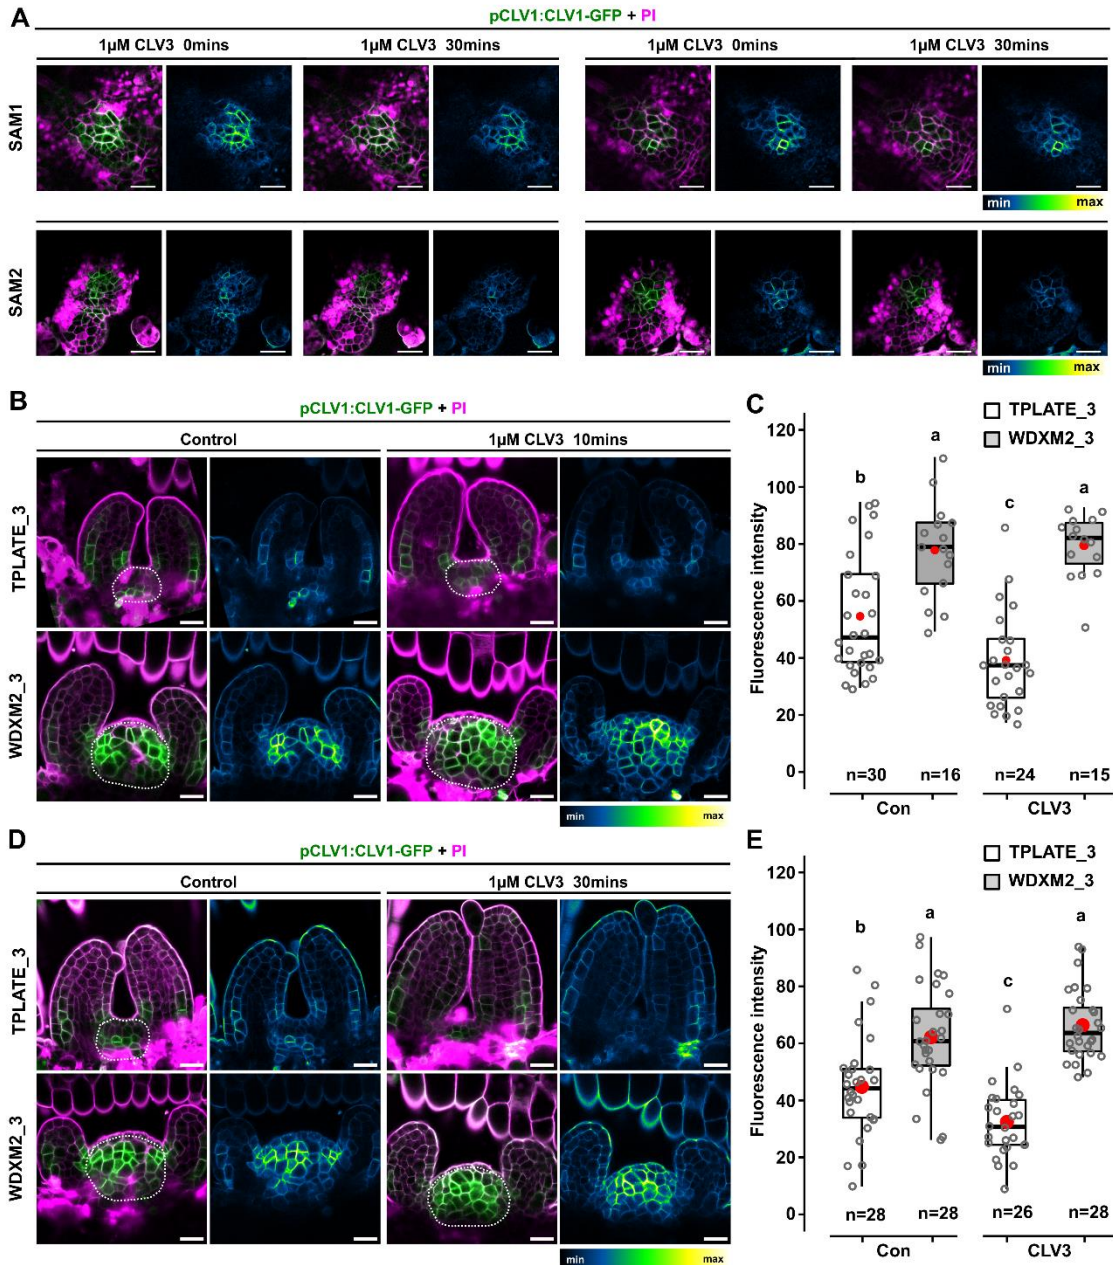 A
pCLV1:CLV1-GFP + PI
1µM CLV3 0mins 1µM CLV3 30mins 1µM CLV3 0mins 1µM CLV3 30mins
SAM1
min max
SAM2
min max
B
pCLV1:CLV1-GFP + PI
Control 1µM CLV3 10mins
TPLATE_3
WDXM2_3
min max
C
TPLATE_3
WDXM2_3
Fluorescence intensity
120
100
80
60
40
20
0
b a c a
n=30 n=16 n=24 n=15
Con CLV3
D
pCLV1:CLV1-GFP + PI
Control 1µM CLV3 30mins
TPLATE_3
WDXM2_3
min max
E
TPLATE_3
WDXM2_3
Fluorescence intensity
120
100
80
60
40
20
0
b a c a
n=28 n=28 n=26 n=28
Con CLV3